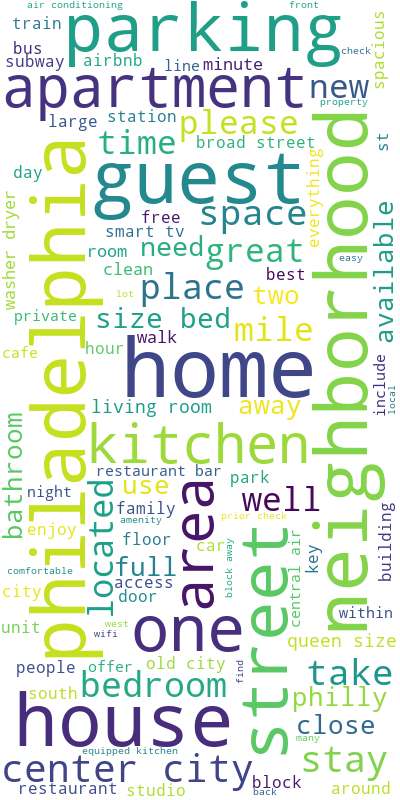 air conditioning
front
parking
train
bus
subway
airbnb
line
minute
check
spacious
apartment
new
property
large
station
please
time
broad street
st
day
guest
everything
neighborhood
philadelphia
washer dryer
free
space
smart tv
need
great
available
room
clean
best
easy
place
two
lot
private
size bed
mile
walk
cafe
hour
home
include
local
living room
away
bathroom
kitchen
restaurant bar
park
night
located
use
area
well
family
prior check
building
enjoy
amenity
floor
car
central air
key
comfortable
full
block away
city
access
door
within
unit
west
one
street
wifi
queen size
people
offer
old city
find
take
south
bedroom
philly
house
close
many
equipped kitchen
stay
center city
block
around
restaurant
studio
back